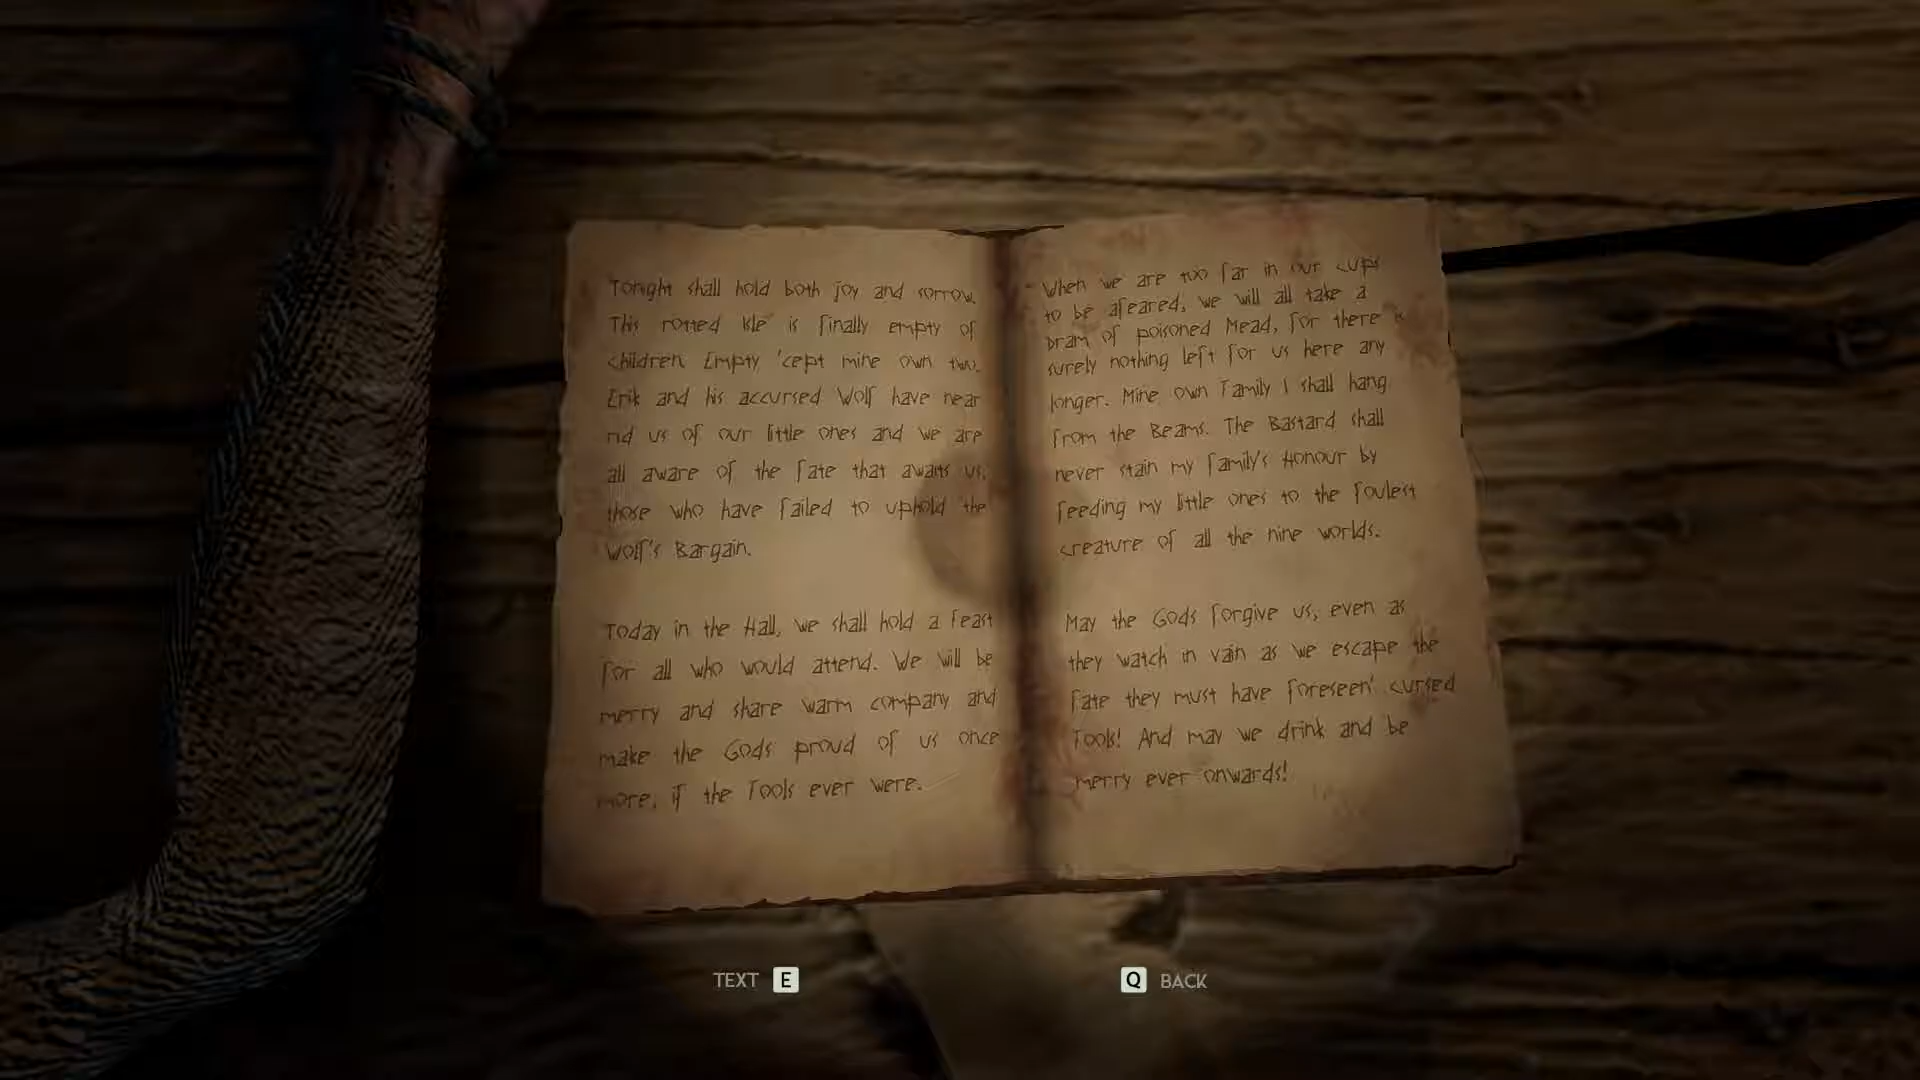 Tonight shall hold both joy and sorrow.
This rotted Isle is finally empty of
children. Empty, 'cept mine own two.
Erik and his accursed Wolf have near
rid us of our little ones and we are
all aware of the fate that awaits us,
those who have failed to uphold the
Wolf's Bargain.
Today in the Hall, we shall hold a Feast
for all who would attend. We will be
merry and share warm company and
make the Gods proud of us once
more, if the Fools ever were.
When we are too far in our cups
to be afeared, we will all take a
Dram of poisoned Mead, for there is
surely nothing left for us here any
longer. Mine own Family I shall hang
from the Beams. The Bastard shall
never stain my family's Honour by
feeding my little ones to the foulest
creature of all the nine worlds.
May the Gods forgive us, even as
they watch in vain as we escape the
fate they must have foreseen' cursed
Fools! And may we drink and be
merry ever onwards!
TEXT E
Q BACK